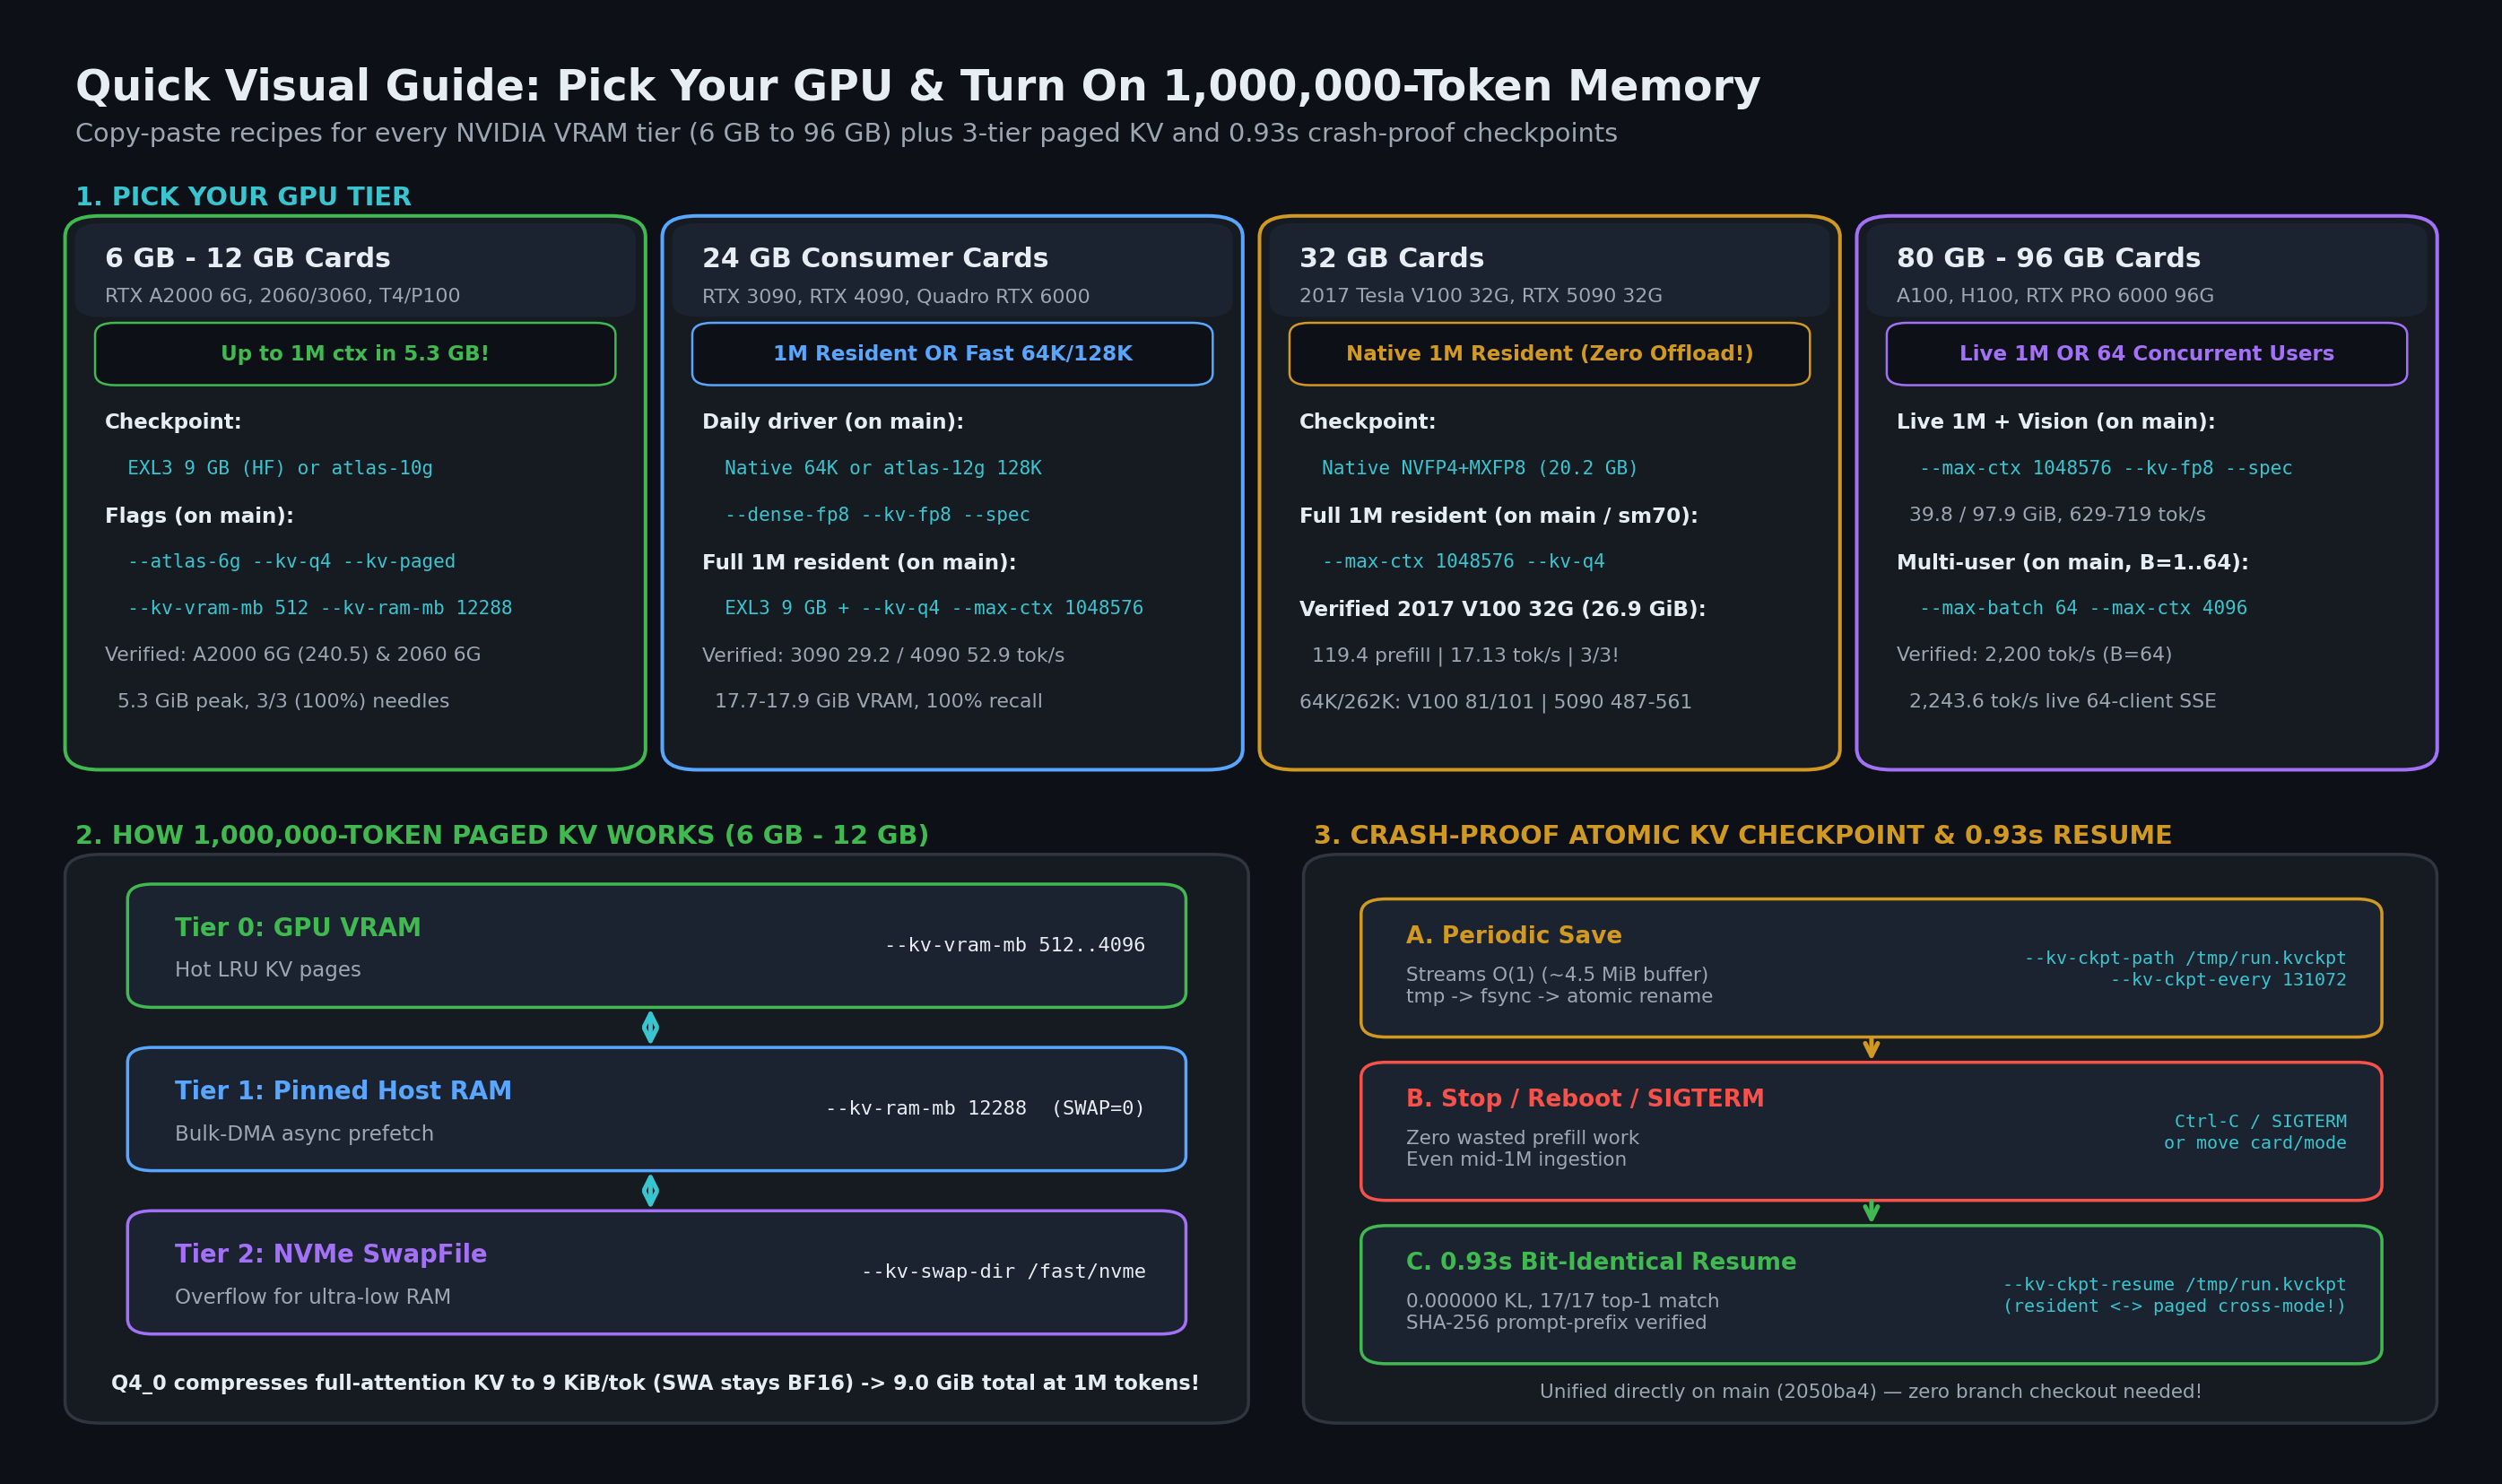 Quick Visual Guide: Pick Your GPU & Turn On 1,000,000-Token Memory
Copy-paste recipes for every NVIDIA VRAM tier (6 GB to 96 GB) plus 3-tier paged KV and 0.93s crash-proof checkpoints
1. PICK YOUR GPU TIER
6 GB - 12 GB Cards
RTX A2000 6G, 2060/3060, T4/P100
Up to 1M ctx in 5.3 GB!
Checkpoint:
EXL3 9 GB (HF) or atlas-10g
Flags (on main):
--atlas-6g --kv-q4 --kv-paged
--kv-vram-mb 512 --kv-ram-mb 12288
Verified: A2000 6G (240.5) & 2060 6G
5.3 GiB peak, 3/3 (100%) needles
24 GB Consumer Cards
RTX 3090, RTX 4090, Quadro RTX 6000
1M Resident OR Fast 64K/128K
Daily driver (on main):
Native 64K or atlas-12g 128K
--dense-fp8 --kv-fp8 --spec
Full 1M resident (on main):
EXL3 9 GB + --kv-q4 --max-ctx 1048576
Verified: 3090 29.2 / 4090 52.9 tok/s
17.7-17.9 GiB VRAM, 100% recall
32 GB Cards
2017 Tesla V100 32G, RTX 5090 32G
Native 1M Resident (Zero Offload!)
Checkpoint:
Native NVFP4+MXFP8 (20.2 GB)
Full 1M resident (on main / sm70):
--max-ctx 1048576 --kv-q4
Verified 2017 V100 32G (26.9 GiB):
119.4 prefill | 17.13 tok/s | 3/3!
64K/262K: V100 81/101 | 5090 487-561
80 GB - 96 GB Cards
A100, H100, RTX PRO 6000 96G
Live 1M OR 64 Concurrent Users
Live 1M + Vision (on main):
--max-ctx 1048576 --kv-fp8 --spec
39.8 / 97.9 GiB, 629-719 tok/s
Multi-user (on main, B=1..64):
--max-batch 64 --max-ctx 4096
Verified: 2,200 tok/s (B=64)
2,243.6 tok/s live 64-client SSE
2. HOW 1,000,000-TOKEN PAGED KV WORKS (6 GB - 12 GB)
Tier 0: GPU VRAM
Hot LRU KV pages
--kv-vram-mb 512..4096
Tier 1: Pinned Host RAM
Bulk-DMA async prefetch
--kv-ram-mb 12288  (SWAP=0)
Tier 2: NVMe SwapFile
Overflow for ultra-low RAM
--kv-swap-dir /fast/nvme
Q4_0 compresses full-attention KV to 9 KiB/tok (SWA stays BF16) -> 9.0 GiB total at 1M tokens!
3. CRASH-PROOF ATOMIC KV CHECKPOINT & 0.93s RESUME
A. Periodic Save
Streams O(1) (~4.5 MiB buffer)
tmp -> fsync -> atomic rename
--kv-ckpt-path /tmp/run.kvckpt
--kv-ckpt-every 131072
B. Stop / Reboot / SIGTERM
Zero wasted prefill work
Even mid-1M ingestion
Ctrl-C / SIGTERM
or move card/mode
C. 0.93s Bit-Identical Resume
0.000000 KL, 17/17 top-1 match
SHA-256 prompt-prefix verified
--kv-ckpt-resume /tmp/run.kvckpt
(resident <-> paged cross-mode!)
Unified directly on main (2050ba4) — zero branch checkout needed!